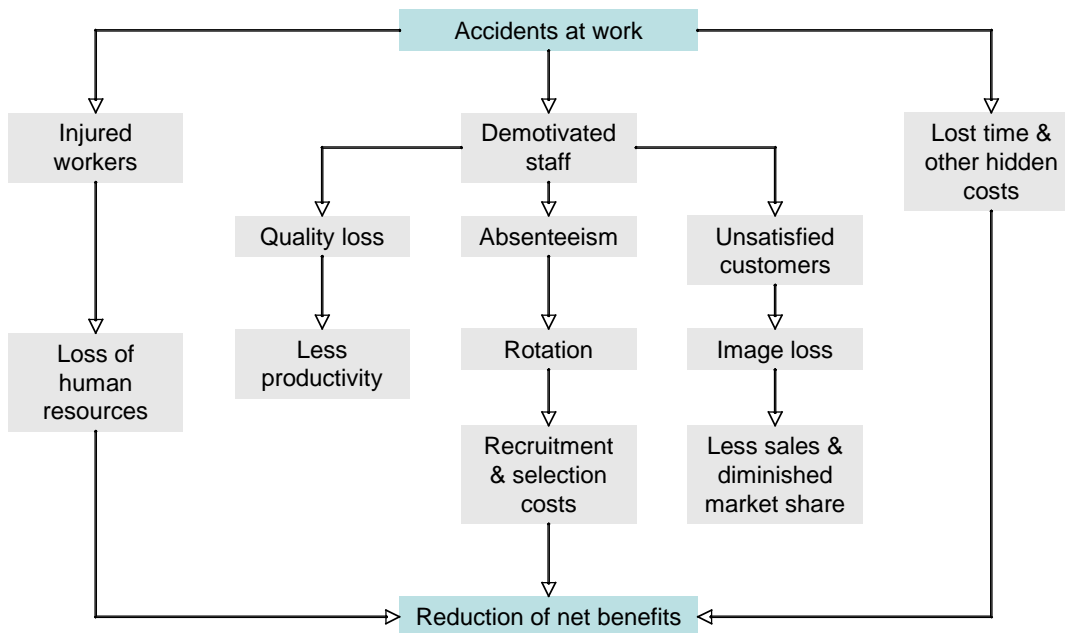 Accidents at work
Injured
workers
Demotivated
staff
Lost time &
other hidden
costs
Quality loss
Absenteeism
Unsatisfied
customers
Loss of
human
resources
Less
productivity
Rotation
Image loss
Recruitment
& selection
costs
Less sales &
diminished
market share
Reduction of net benefits